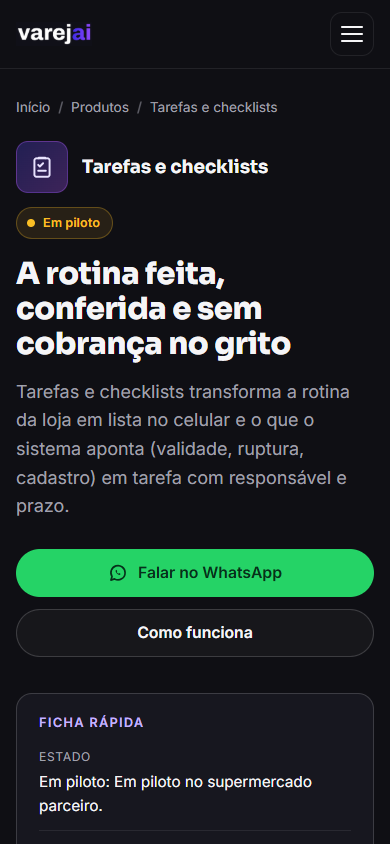 varejai
Início / Produtos / Tarefas e checklists
Tarefas e checklists
Em piloto
A rotina feita,
conferida e sem
cobrança no grito
Tarefas e checklists transforma a rotina
da loja em lista no celular e o que o
sistema aponta (validade, ruptura,
cadastro) em tarefa com responsável e
prazo.
Falar no WhatsApp
Como funciona
FICHA RÁPIDA
ESTADO
Em piloto: Em piloto no supermercado
parceiro.